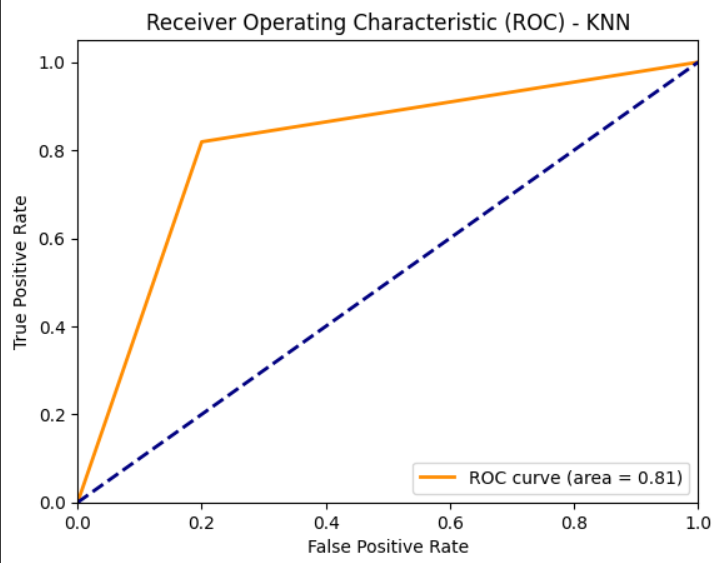 Receiver Operating Characteristic (ROC) - KNN
1.0
0.8
0.6
0.4
0.2
0.0
True Positive Rate
ROC curve (area = 0.81)
0.0 0.2 0.4 0.6 0.8 1.0
False Positive Rate